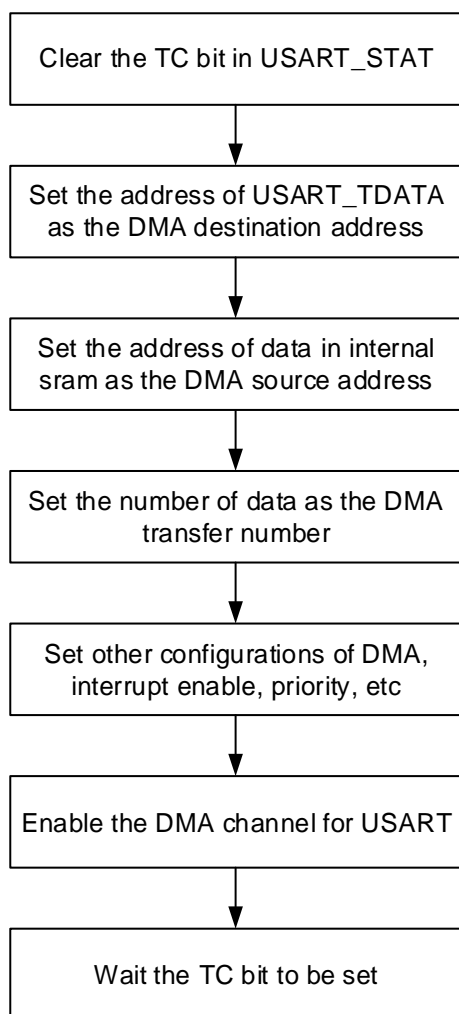 Clear the TC bit in USART_STAT
Set the address of USART_TDATA
as the DMA destination address
Set the address of data in internal
sram as the DMA source address
Set the number of data as the DMA
transfer number
Set other configurations of DMA,
interrupt enable, priority, etc
Enable the DMA channel for USART
Wait the TC bit to be set